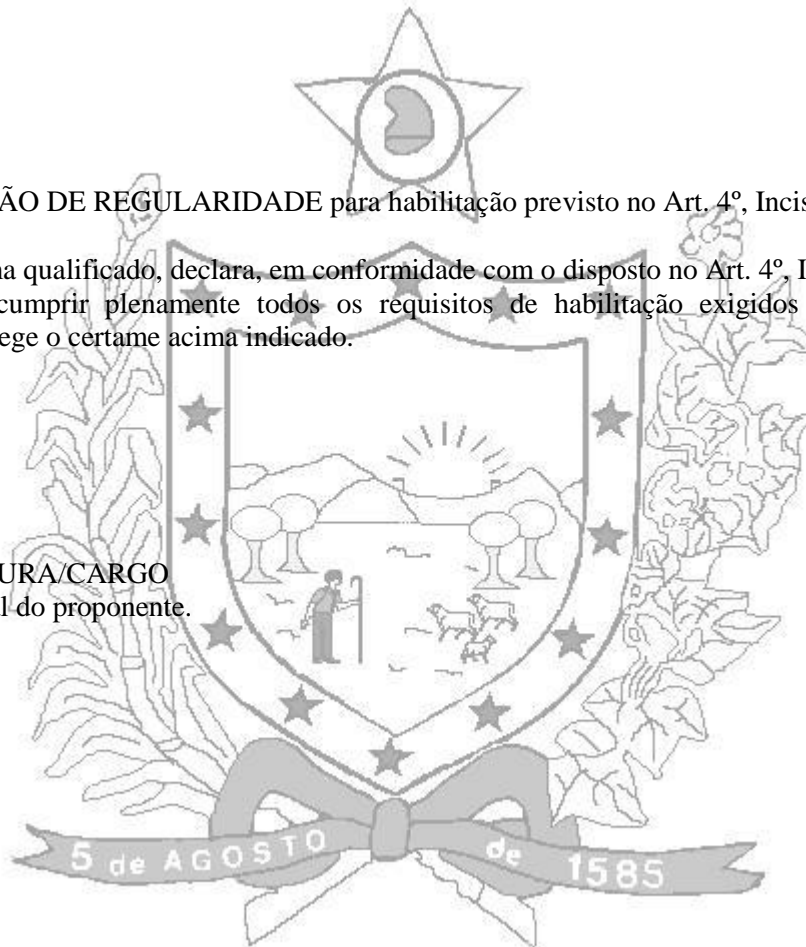 ÃO DE REGULARIDADE para habilitação previsto no Art. 4º, Incis
na qualificado, declara, em conformidade com o disposto no Art. 4º, I
cumprir plenamente todos os requisitos de habilitação exigidos
ege o certame acima indicado.
URA/CARGO
l do proponente.
5 de AGOSTO de 1585